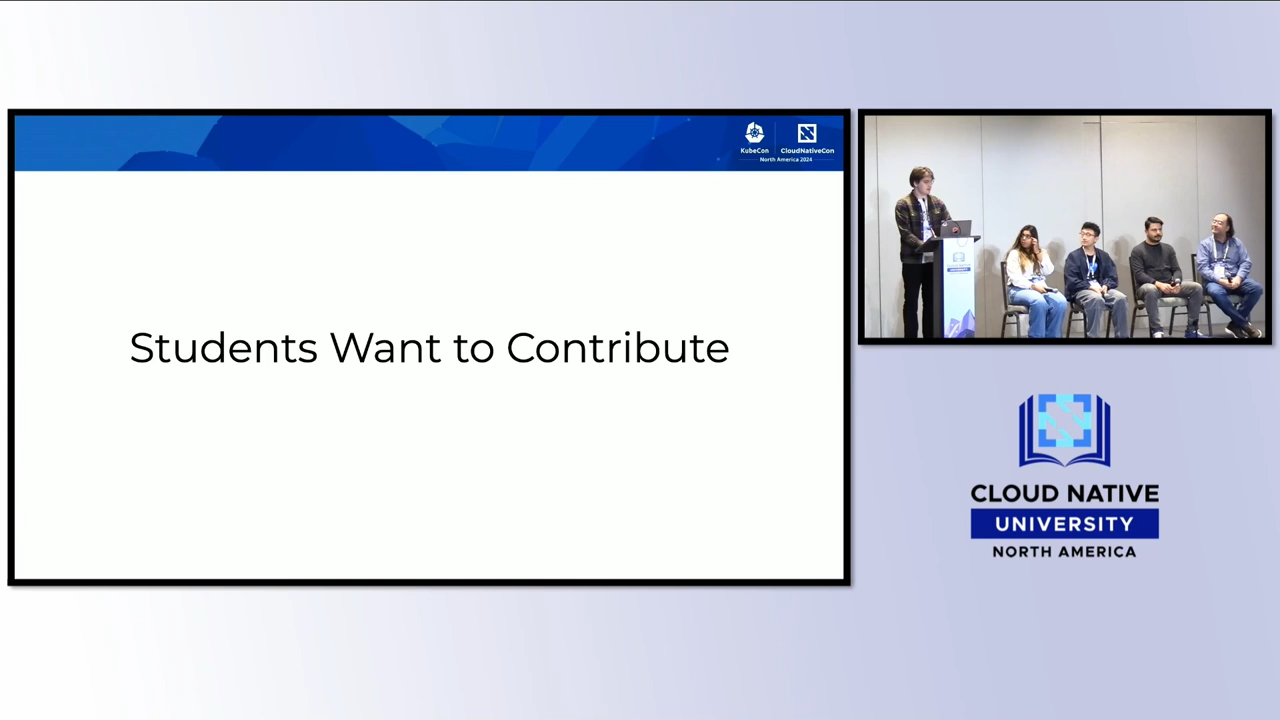 KubeCon
CloudNativeCon
North America 2024
Students Want to Contribute
CLOUD NATIVE
UNIVERSITY
NORTH AMERICA